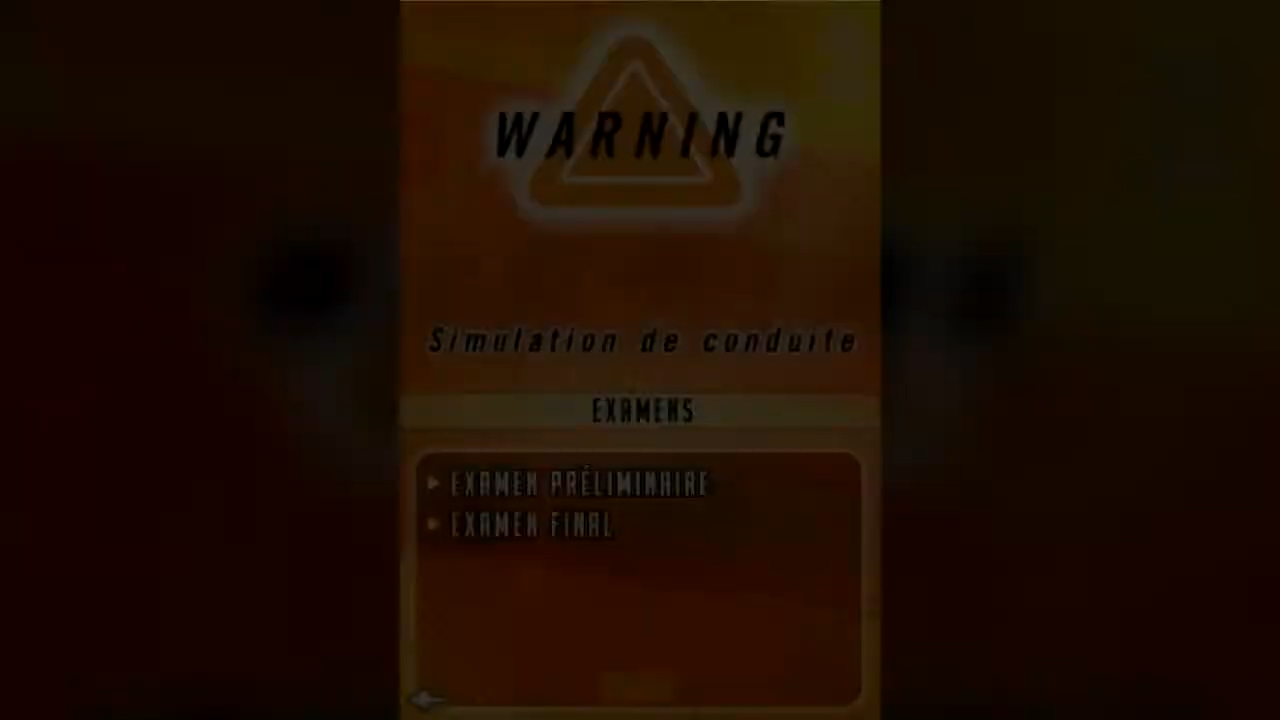 WARNING
Simulation de conduite
EXAMENS
EXAMEN PRÉLIMINAIRE
EXAMEN FINAL